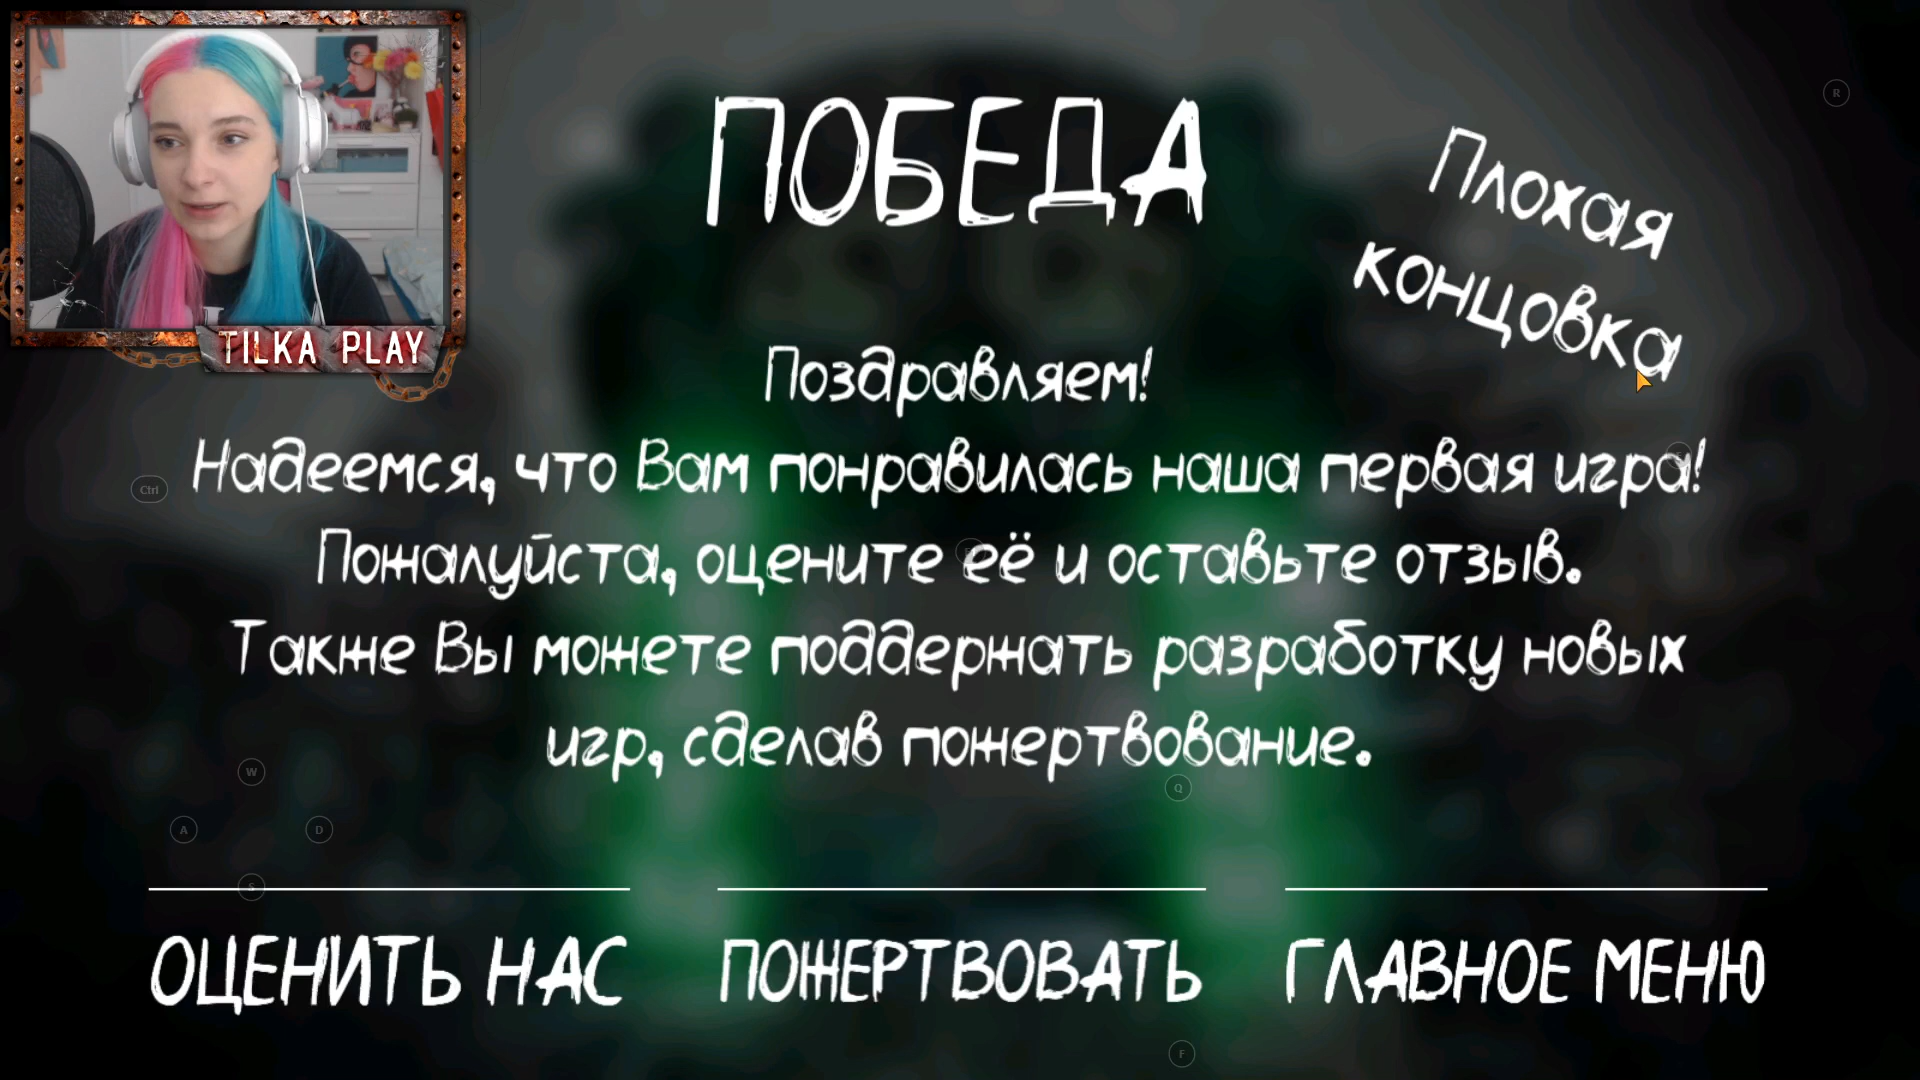 ПОБЕДА
Плохая
концовка
TILKA PLAY
Поздравляем!
Надеемся, что Вам понравилась наша первая игра!
Пожалуйста, оцените её и оставьте отзыв.
Также Вы можете поддержать разработку новых
игр, сделав пожертвование.
R
Ctrl
W
A
D
S
Q
F
ОЦЕНИТЬ НАС
ПОЖЕРТВОВАТЬ
ГЛАВНОЕ МЕНЮ